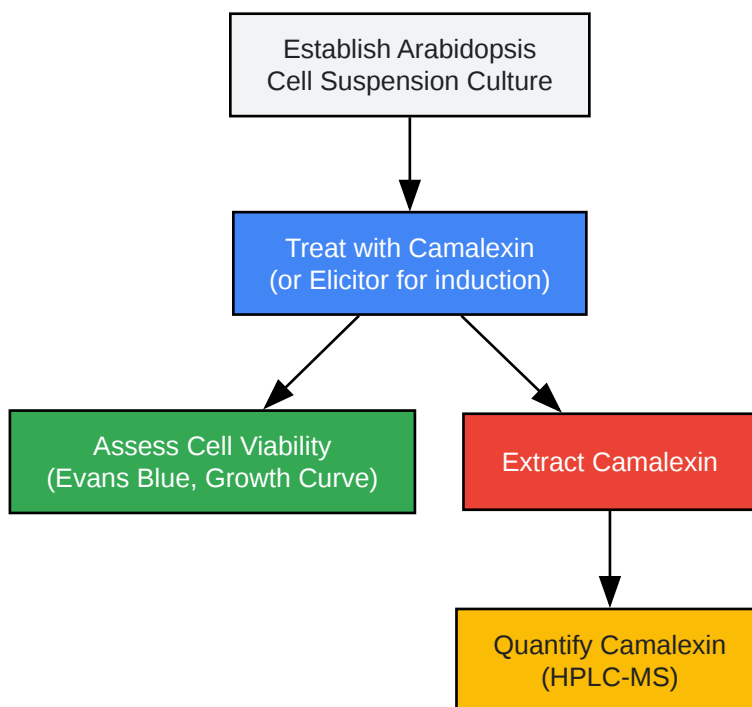 Establish Arabidopsis
Cell Suspension Culture
Treat with Camalexin
(or Elicitor for induction)
Assess Cell Viability
(Evans Blue, Growth Curve)
Extract Camalexin
Quantify Camalexin
(HPLC-MS)